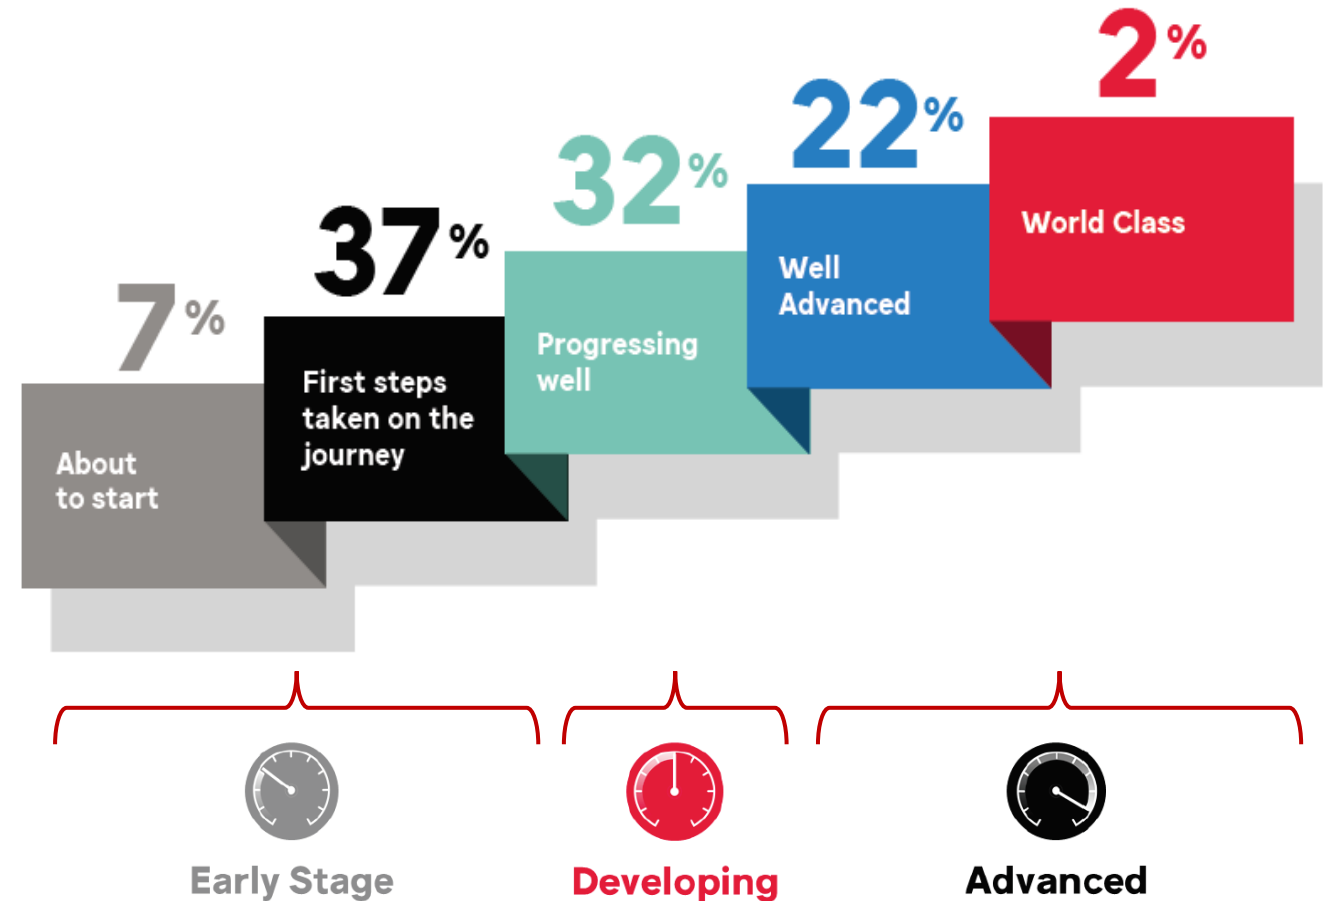 7%
About
to start
37%
First steps
taken on the
journey
32%
Progressing
well
22%
Well
Advanced
2%
World Class
Early Stage
Developing
Advanced